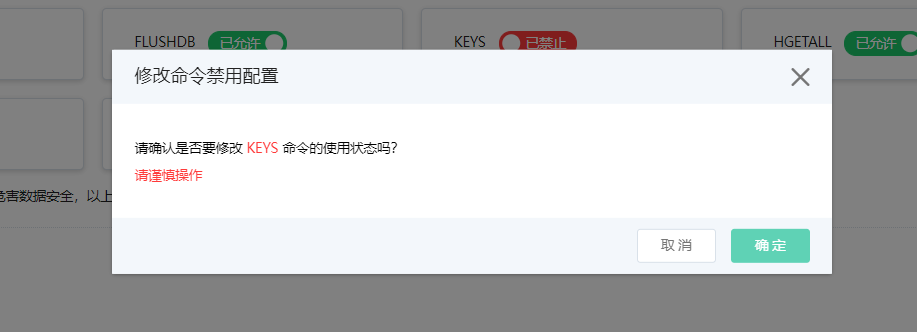 FLUSHDB 已允许 KEYS 已禁止 HGETALL 已允许
修改命令禁用配置
请确认是否要修改 KEYS 命令的使用状态吗?
请谨慎操作
危害数据安全，以上
取消 确定